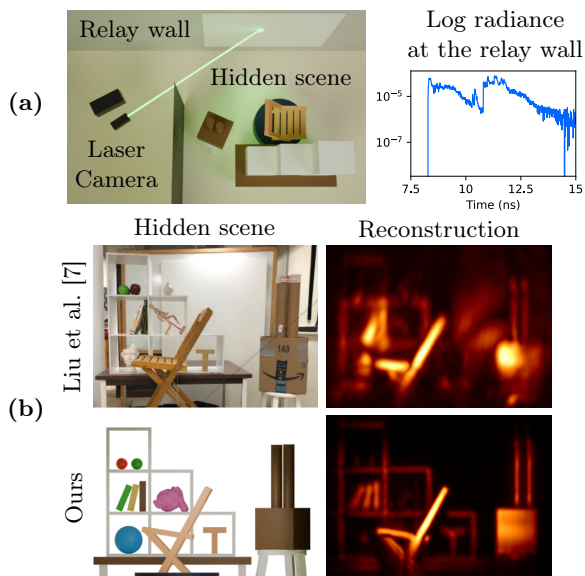 Relay wall
Hidden scene
Laser
Camera
(a)
Log radiance
at the relay wall
10⁻⁵
10⁻⁷
7.5 10 12.5 15
Time (ns)
Hidden scene Reconstruction
Liu et al. [7]
1A9
T
(b)
Ours
T